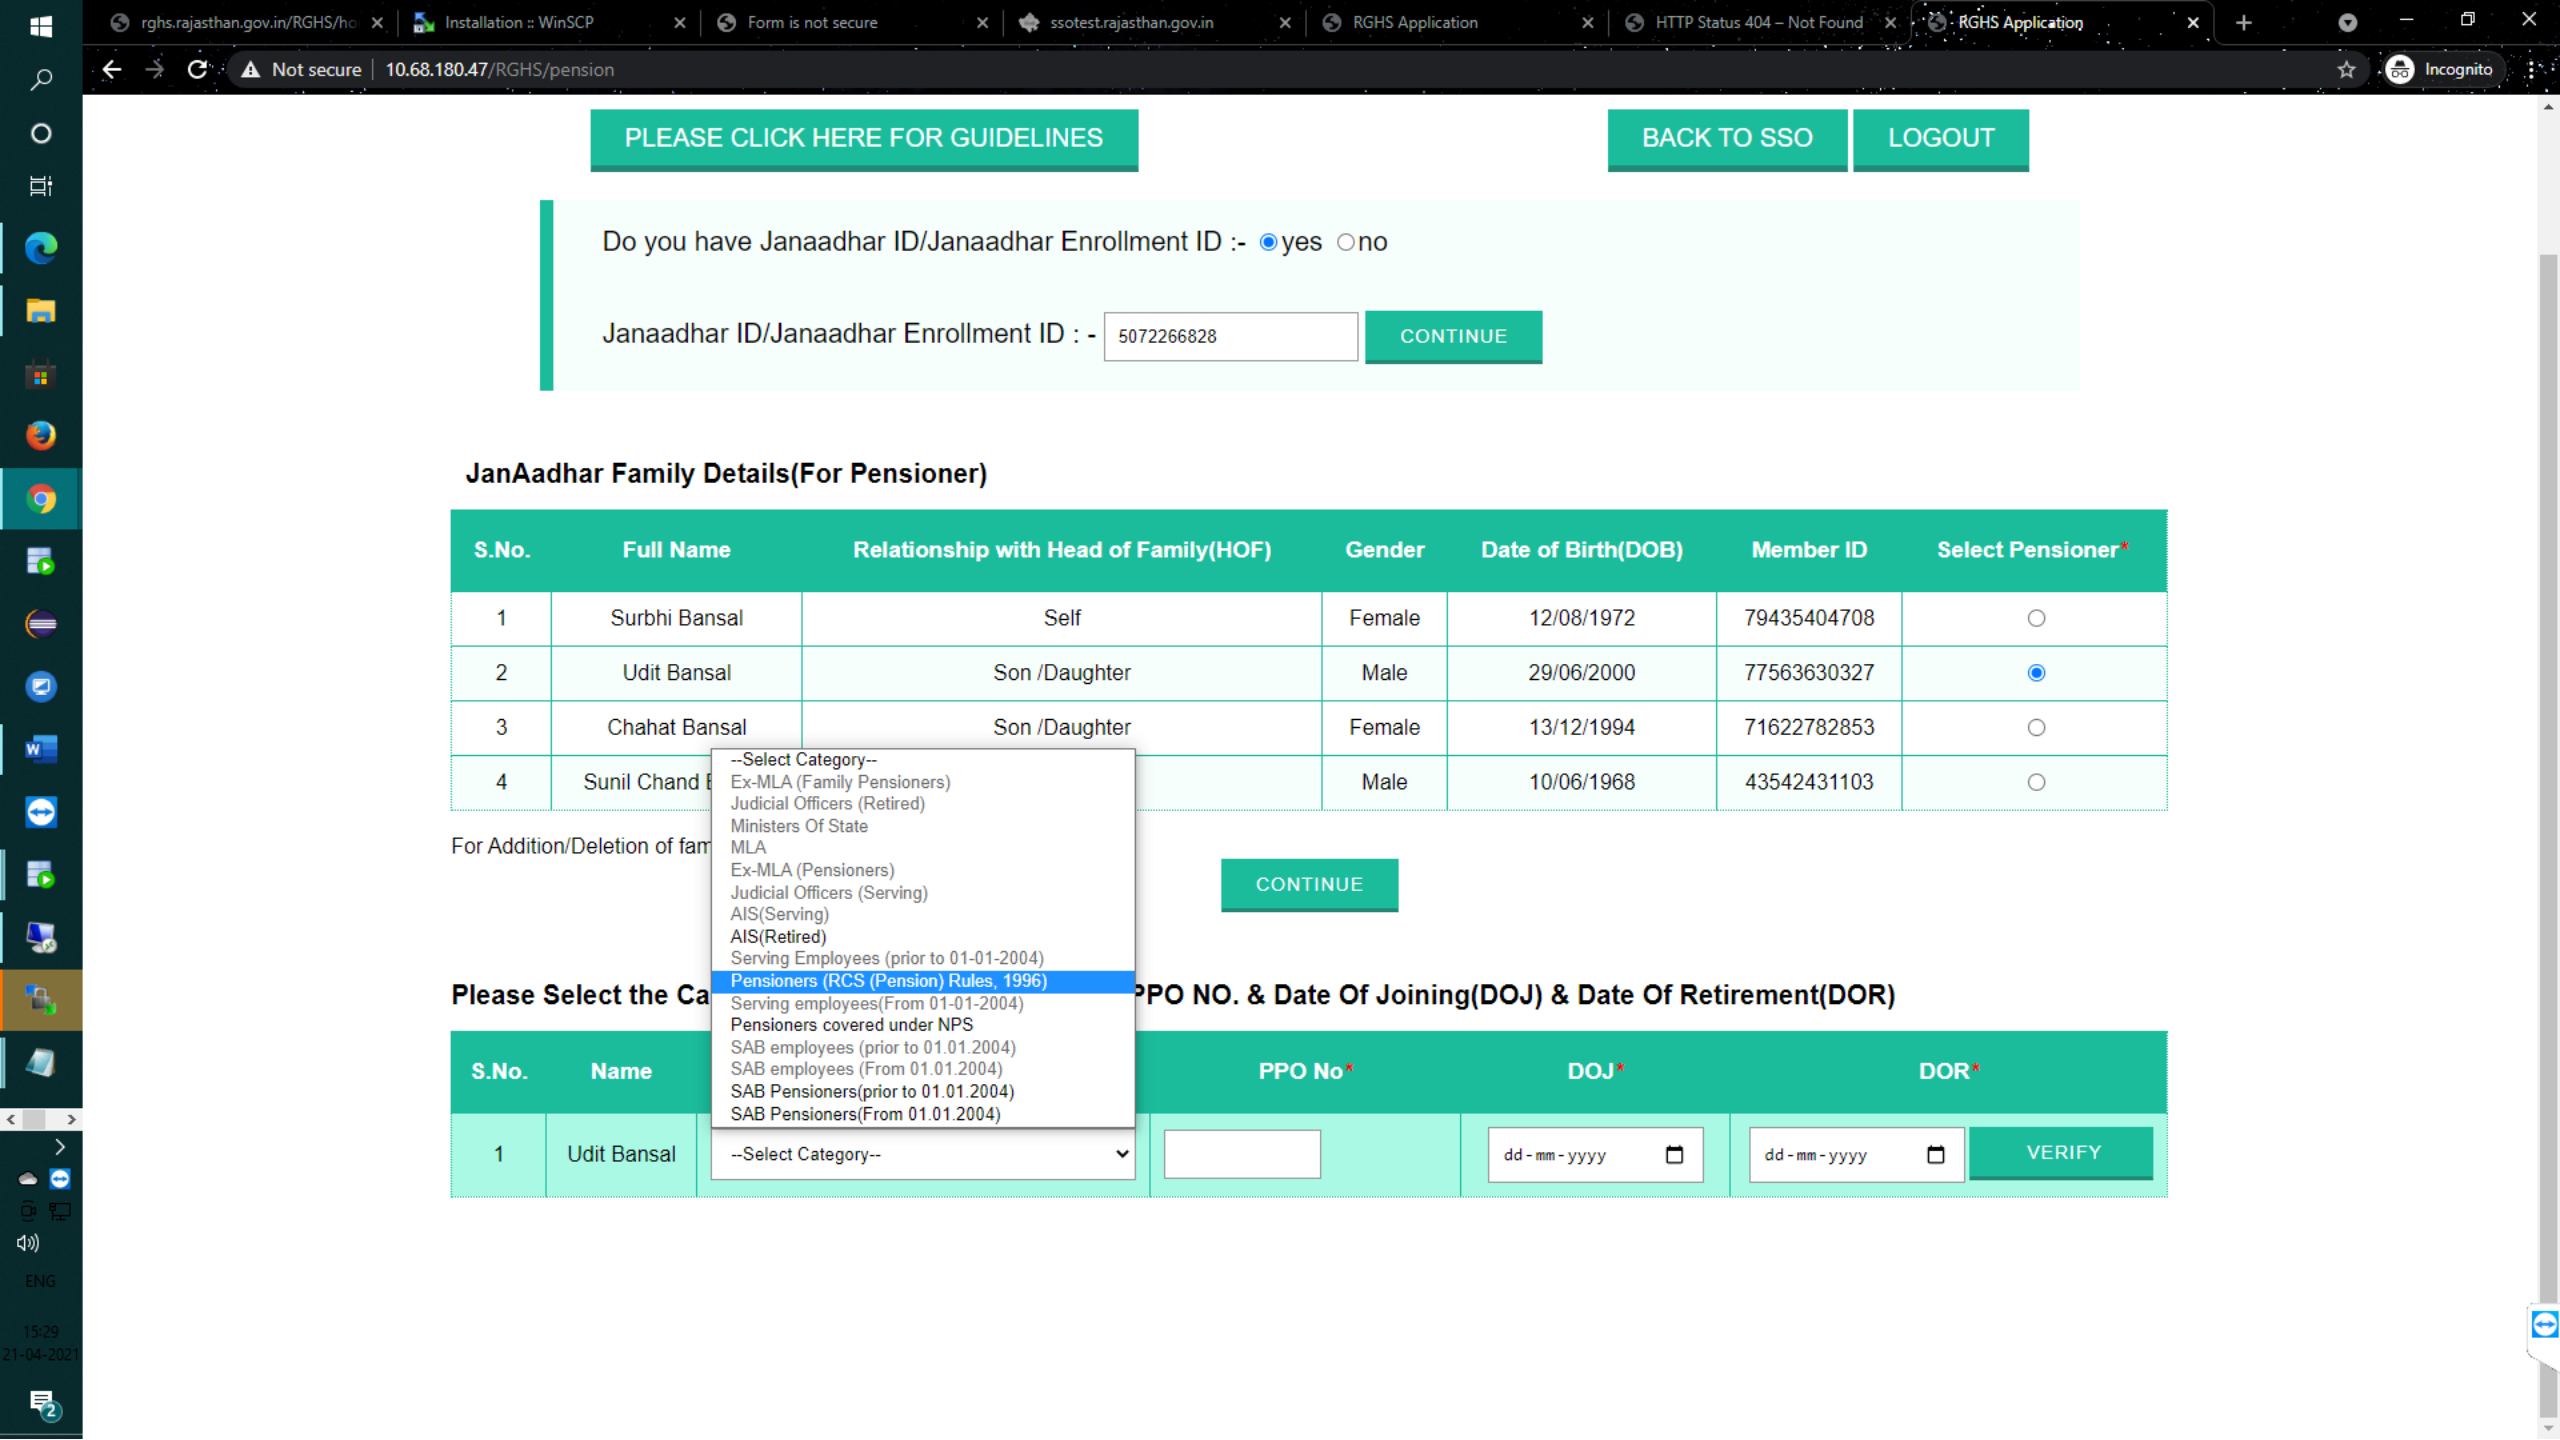 rghs.rajasthan.gov.in/RGHS/ho
Installation :: WinSCP
Form is not secure
ssotest.rajasthan.gov.in
RGHS Application
HTTP Status 404 – Not Found
RGHS Application
Not secure
10.68.180.47/RGHS/pension
Incognito
PLEASE CLICK HERE FOR GUIDELINES
BACK TO SSO
LOGOUT
Do you have Janaadhar ID/Janaadhar Enrollment ID :- yes no
Janaadhar ID/Janaadhar Enrollment ID : - 5072266828 CONTINUE
JanAadhar Family Details(For Pensioner)
S.No. Full Name Relationship with Head of Family(HOF) Gender Date of Birth(DOB) Member ID Select Pensioner*
1 Surbhi Bansal Self Female 12/08/1972 79435404708
2 Udit Bansal Son /Daughter Male 29/06/2000 77563630327
3 Chahat Bansal Son /Daughter Female 13/12/1994 71622782853
4 Sunil Chand Male 10/06/1968 43542431103
For Addition/Deletion of fam
CONTINUE
--Select Category--
Ex-MLA (Family Pensioners)
Judicial Officers (Retired)
Ministers Of State
MLA
Ex-MLA (Pensioners)
Judicial Officers (Serving)
AIS(Serving)
AIS(Retired)
Serving Employees (prior to 01-01-2004)
Pensioners (RCS (Pension) Rules, 1996)
Serving employees(From 01-01-2004)
Pensioners covered under NPS
SAB employees (prior to 01.01.2004)
SAB employees (From 01.01.2004)
SAB Pensioners(prior to 01.01.2004)
SAB Pensioners(From 01.01.2004)
Please Select the Ca PPO NO. & Date Of Joining(DOJ) & Date Of Retirement(DOR)
S.No. Name PPO No* DOJ* DOR*
1 Udit Bansal --Select Category-- dd-mm-yyyy dd-mm-yyyy VERIFY
ENG
15:29
21-04-2021
2